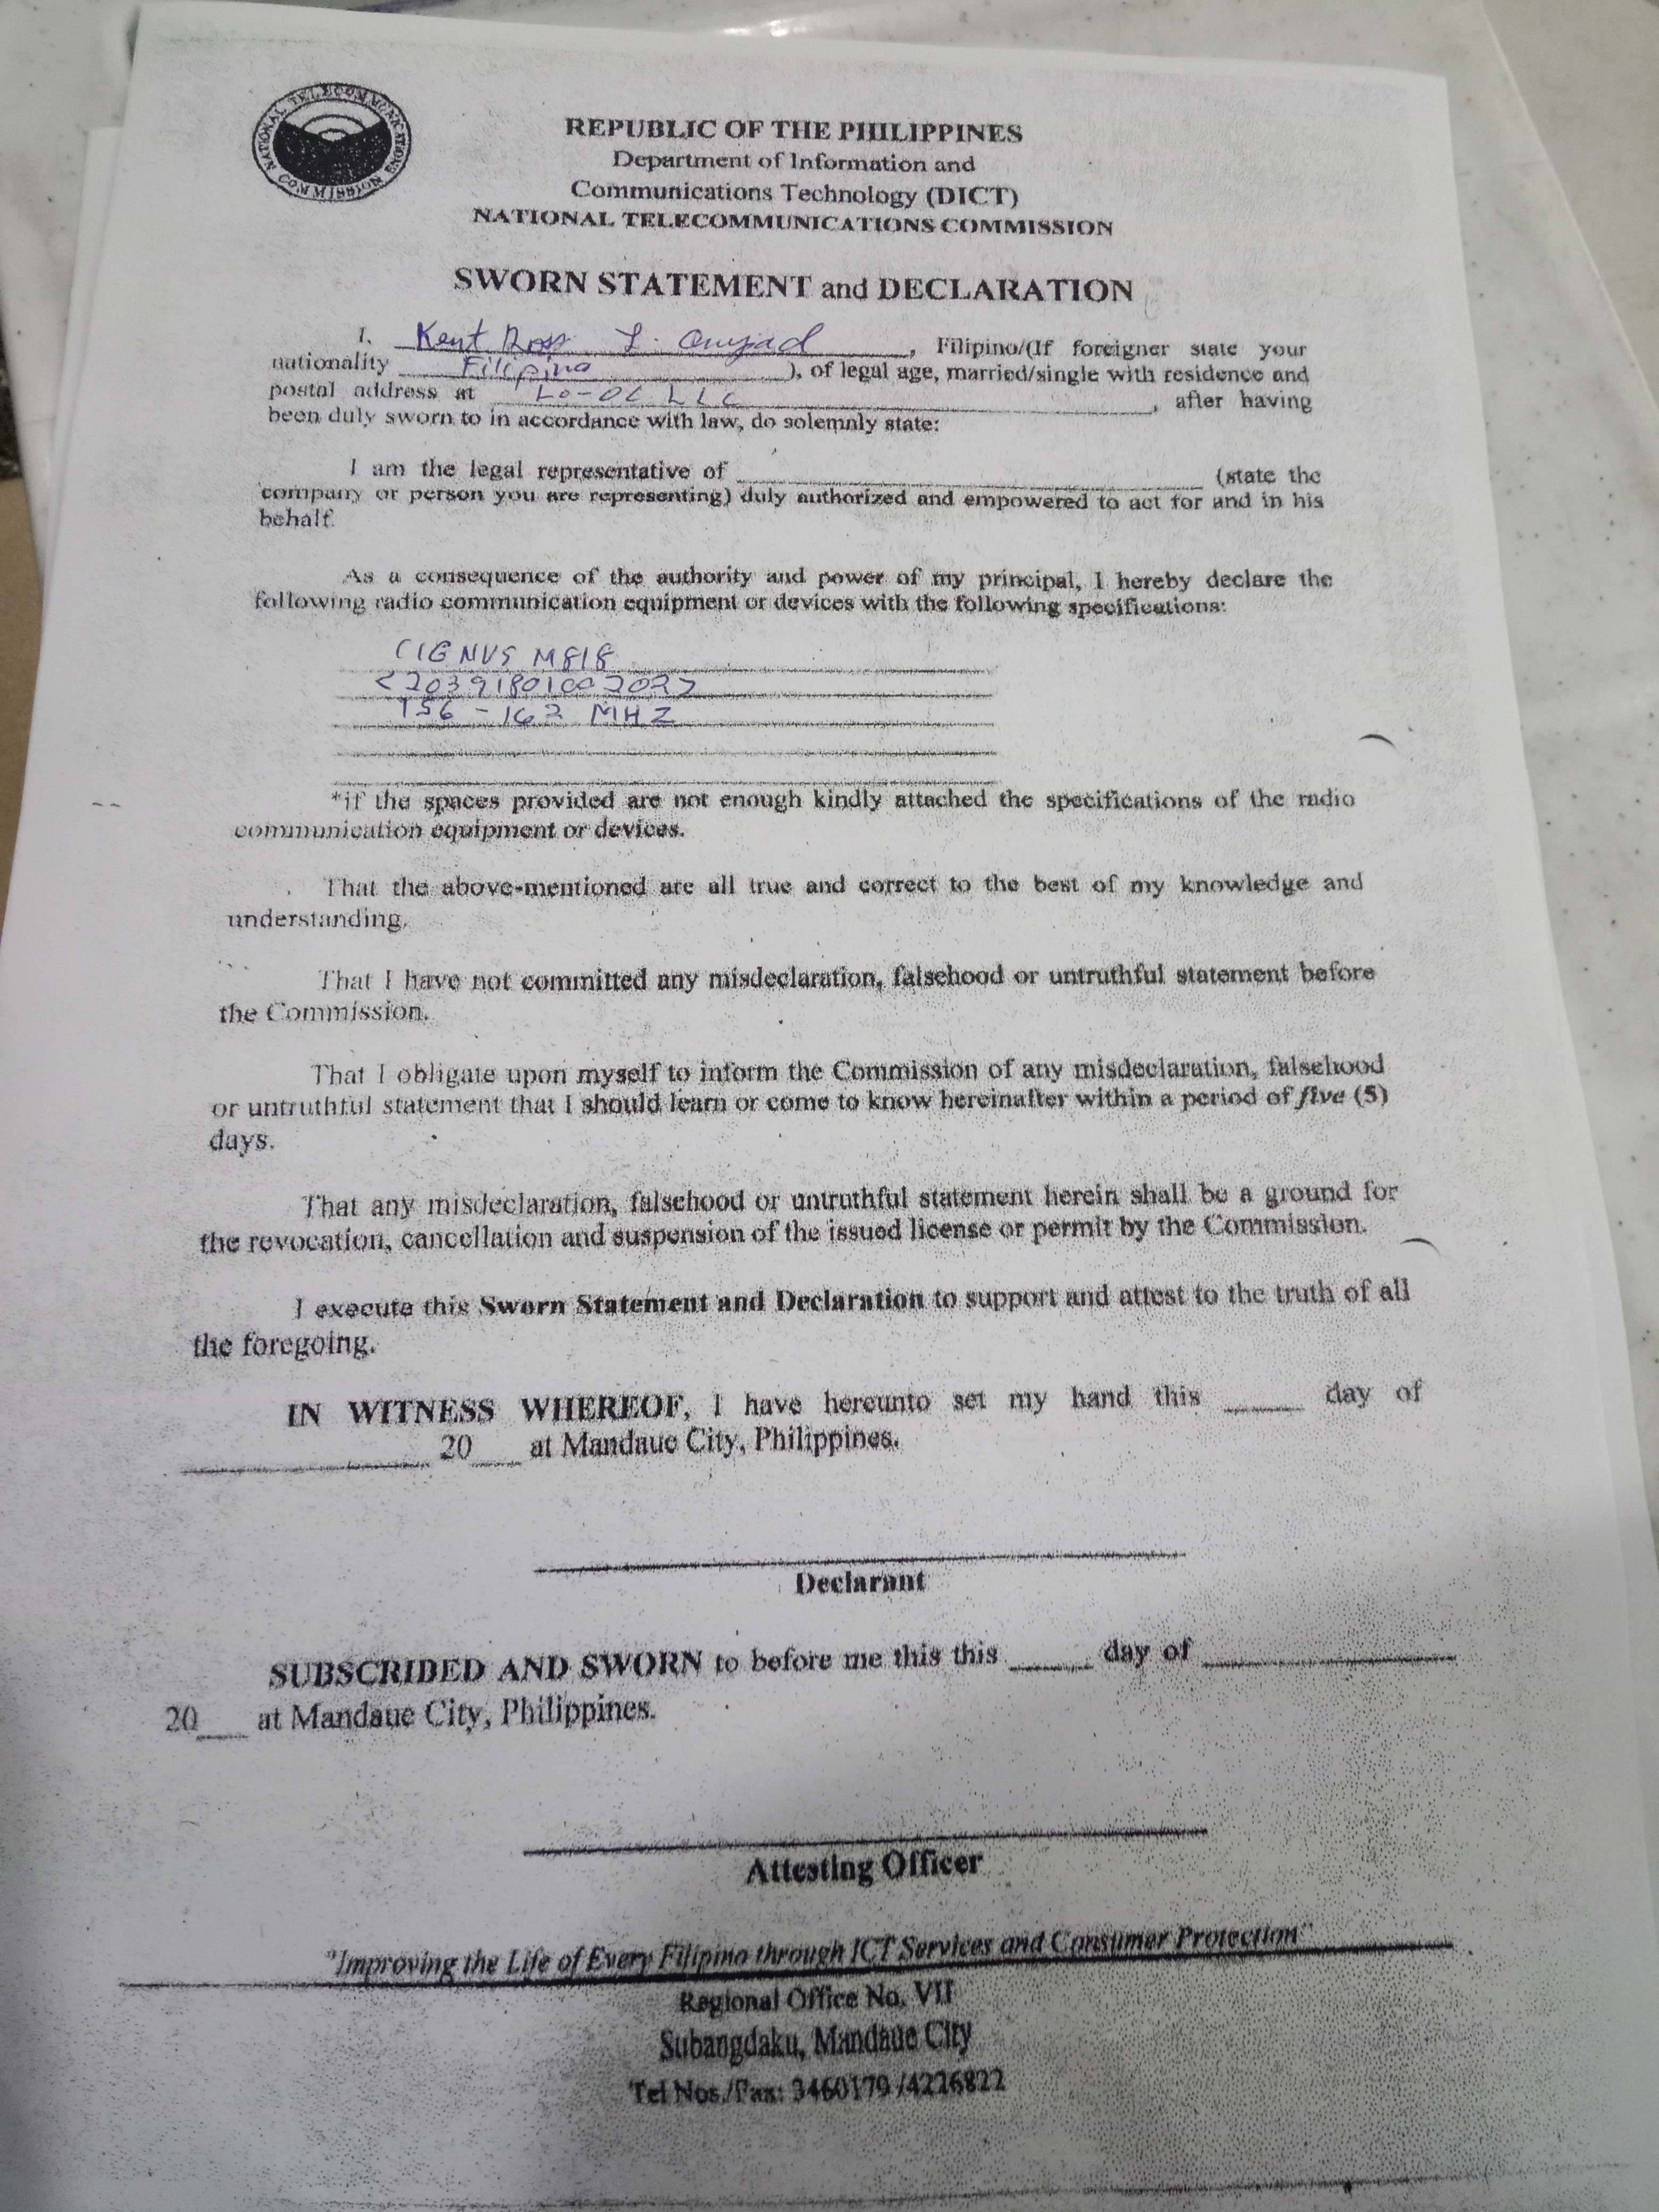 NATIONAL TELECOMMUNICATIONS COMMISSION
REPUBLIC OF THE PHILIPPINES
Department of Information and
Communications Technology (DICT)
NATIONAL TELECOMMUNICATIONS COMMISSION
SWORN STATEMENT and DECLARATION
I, Kent Ross L. , Filipino/(If foreigner state your
nationality Filipino ), of legal age, married/single with residence and
postal address at LLC , after having
been duly sworn to in accordance with law, do solemnly state:
I am the legal representative of (state the
company or person you are representing) duly authorized and empowered to act for and in his
behalf.
As a consequence of the authority and power of my principal, I hereby declare the
following radio communication equipment or devices with the following specifications:
CIGNUS M818
156 - 162 MHZ
*if the spaces provided are not enough kindly attached the specifications of the radio
communication equipment or devices.
That the above-mentioned are all true and correct to the best of my knowledge and
understanding.
That I have not committed any misdeclaration, falsehood or untruthful statement before
the Commission.
That I obligate upon myself to inform the Commission of any misdeclaration, falsehood
or untruthful statement that I should learn or come to know hereinafter within a period of five (5)
days.
That any misdeclaration, falsehood or untruthful statement herein shall be a ground for
the revocation, cancellation and suspension of the issued license or permit by the Commission.
I execute this Sworn Statement and Declaration to support and attest to the truth of all
the foregoing.
IN WITNESS WHEREOF, I have hereunto set my hand this ____ day of
____ 20___ at Mandaue City, Philippines.
Declarant
SUBSCRIBED AND SWORN to before me this this ____ day of ____
20___ at Mandaue City, Philippines.
Attesting Officer
"Improving the Life of Every Filipino through ICT Services and Consumer Protection"
Regional Office No. VII
Subangdaku, Mandaue City
Tel Nos./Fax: 3460179 /4226822